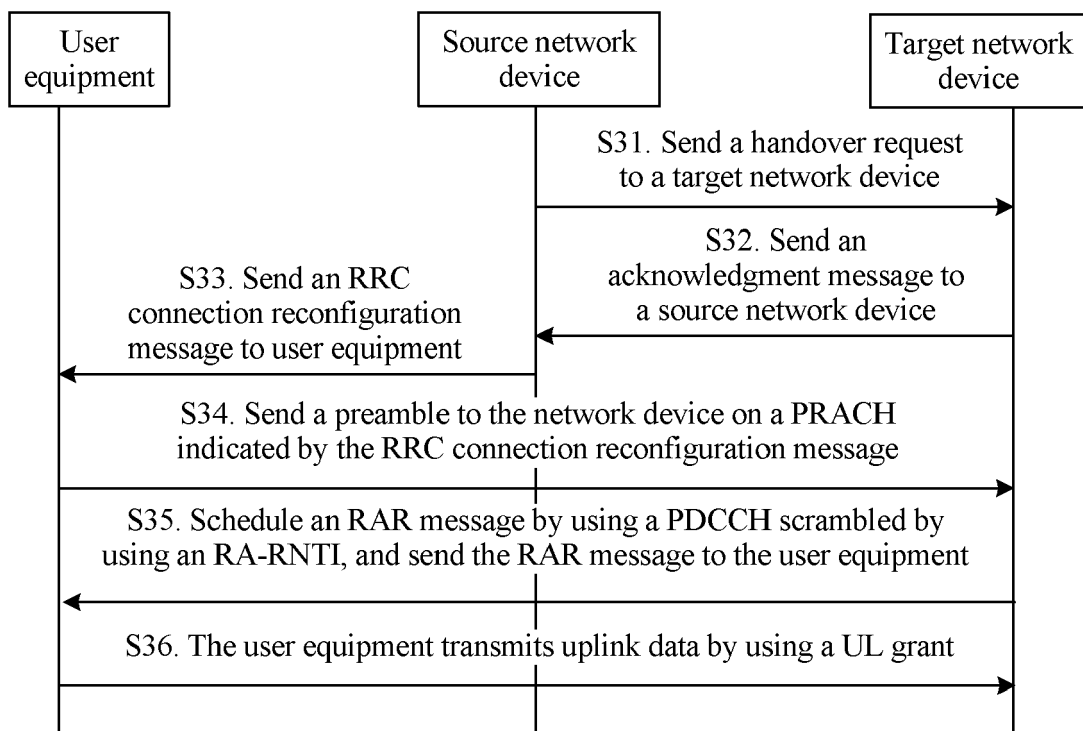 User
equipment
Source network
device
Target network
device
S31. Send a handover request
to a target network device
S32. Send an
acknowledgment message to
a source network device
S33. Send an RRC
connection reconfiguration
message to user equipment
S34. Send a preamble to the network device on a PRACH
indicated by the RRC connection reconfiguration message
S35. Schedule an RAR message by using a PDCCH scrambled by
using an RA-RNTI, and send the RAR message to the user equipment
S36. The user equipment transmits uplink data by using a UL grant